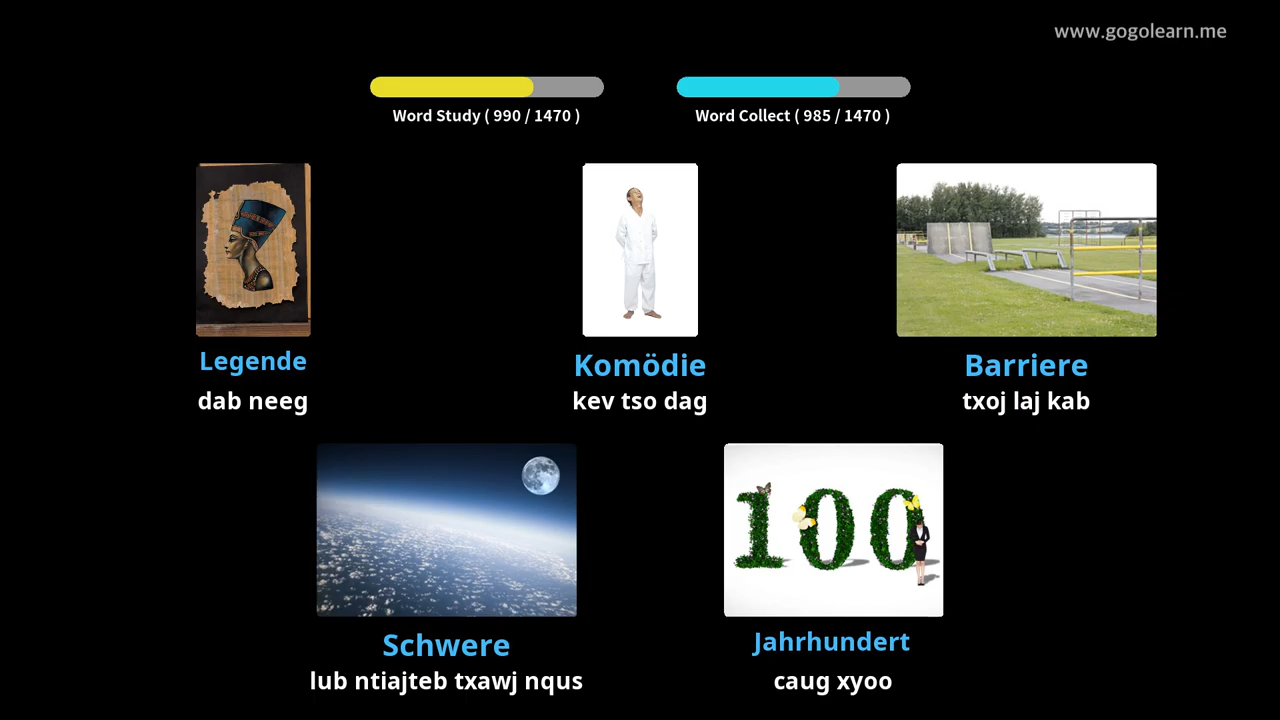 www.gogolearn.me
Word Study ( 990 / 1470 )
Word Collect ( 985 / 1470 )
Legende
dab neeg
Komödie
kev tso dag
Barriere
txoj laj kab
Schwere
lub ntiajteb txawj nqus
Jahrhundert
caug xyoo
100